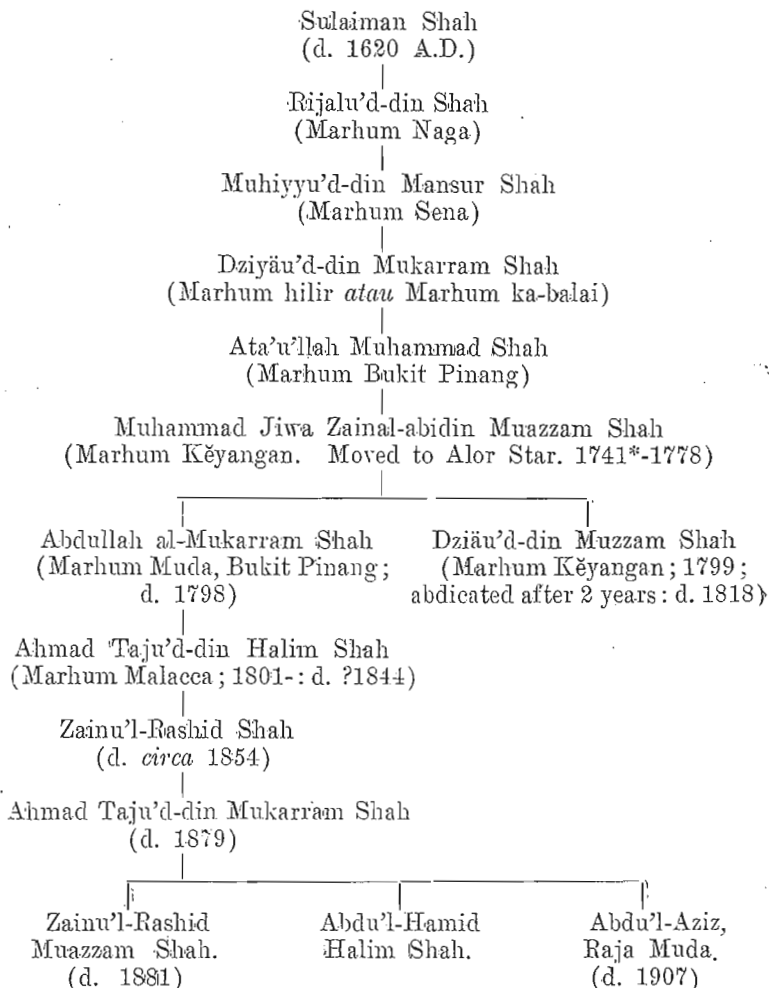 Sulaiman Shah
(d. 1620 A.D.)
Rijalu'd-din Shah
(Marhum Naga)
Muhiyyu'd-din Mansur Shah
(Marhum Sena)
Dziyäu'd-din Mukarram Shah
(Marhum hilir atau Marhum ka-balai)
Ata'u'llah Muhammad Shah
(Marhum Bukit Pinang)
Muhammad Jiwa Zainal-abidin Muazzam Shah
(Marhum Kĕyangan. Moved to Alor Star. 1741*-1778)
Abdullah al-Mukarram Shah
(Marhum Muda, Bukit Pinang;
d. 1798)
Dziäu'd-din Muzzam Shah
(Marhum Kĕyangan; 1799;
abdicated after 2 years: d. 1818)
Ahmad Taju'd-din Halim Shah
(Marhum Malacca; 1801-: d. ?1844)
Zainu'l-Rashid Shah
(d. circa 1854)
Ahmad Taju'd-din Mukarram Shah
(d. 1879)
Zainu'l-Rashid
Muazzam Shah.
(d. 1881)
Abdu'l-Hamid
Halim Shah.
Abdu'l-Aziz,
Raja Muda.
(d. 1907)